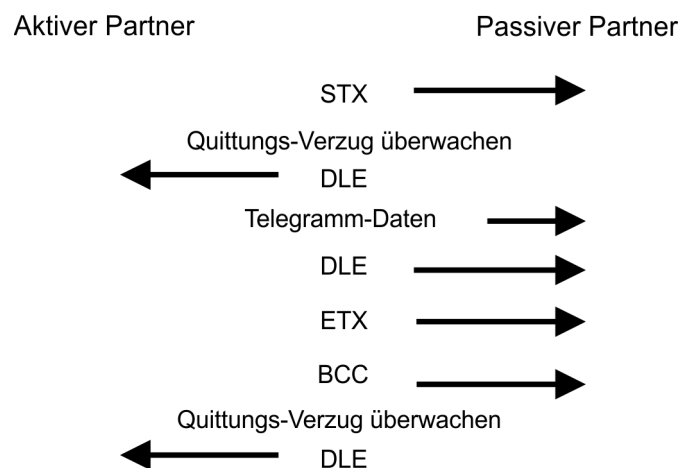 Aktiver Partner Passiver Partner
STX
Quittungs-Verzug überwachen
DLE
Telegramm-Daten
DLE
ETX
BCC
Quittungs-Verzug überwachen
DLE